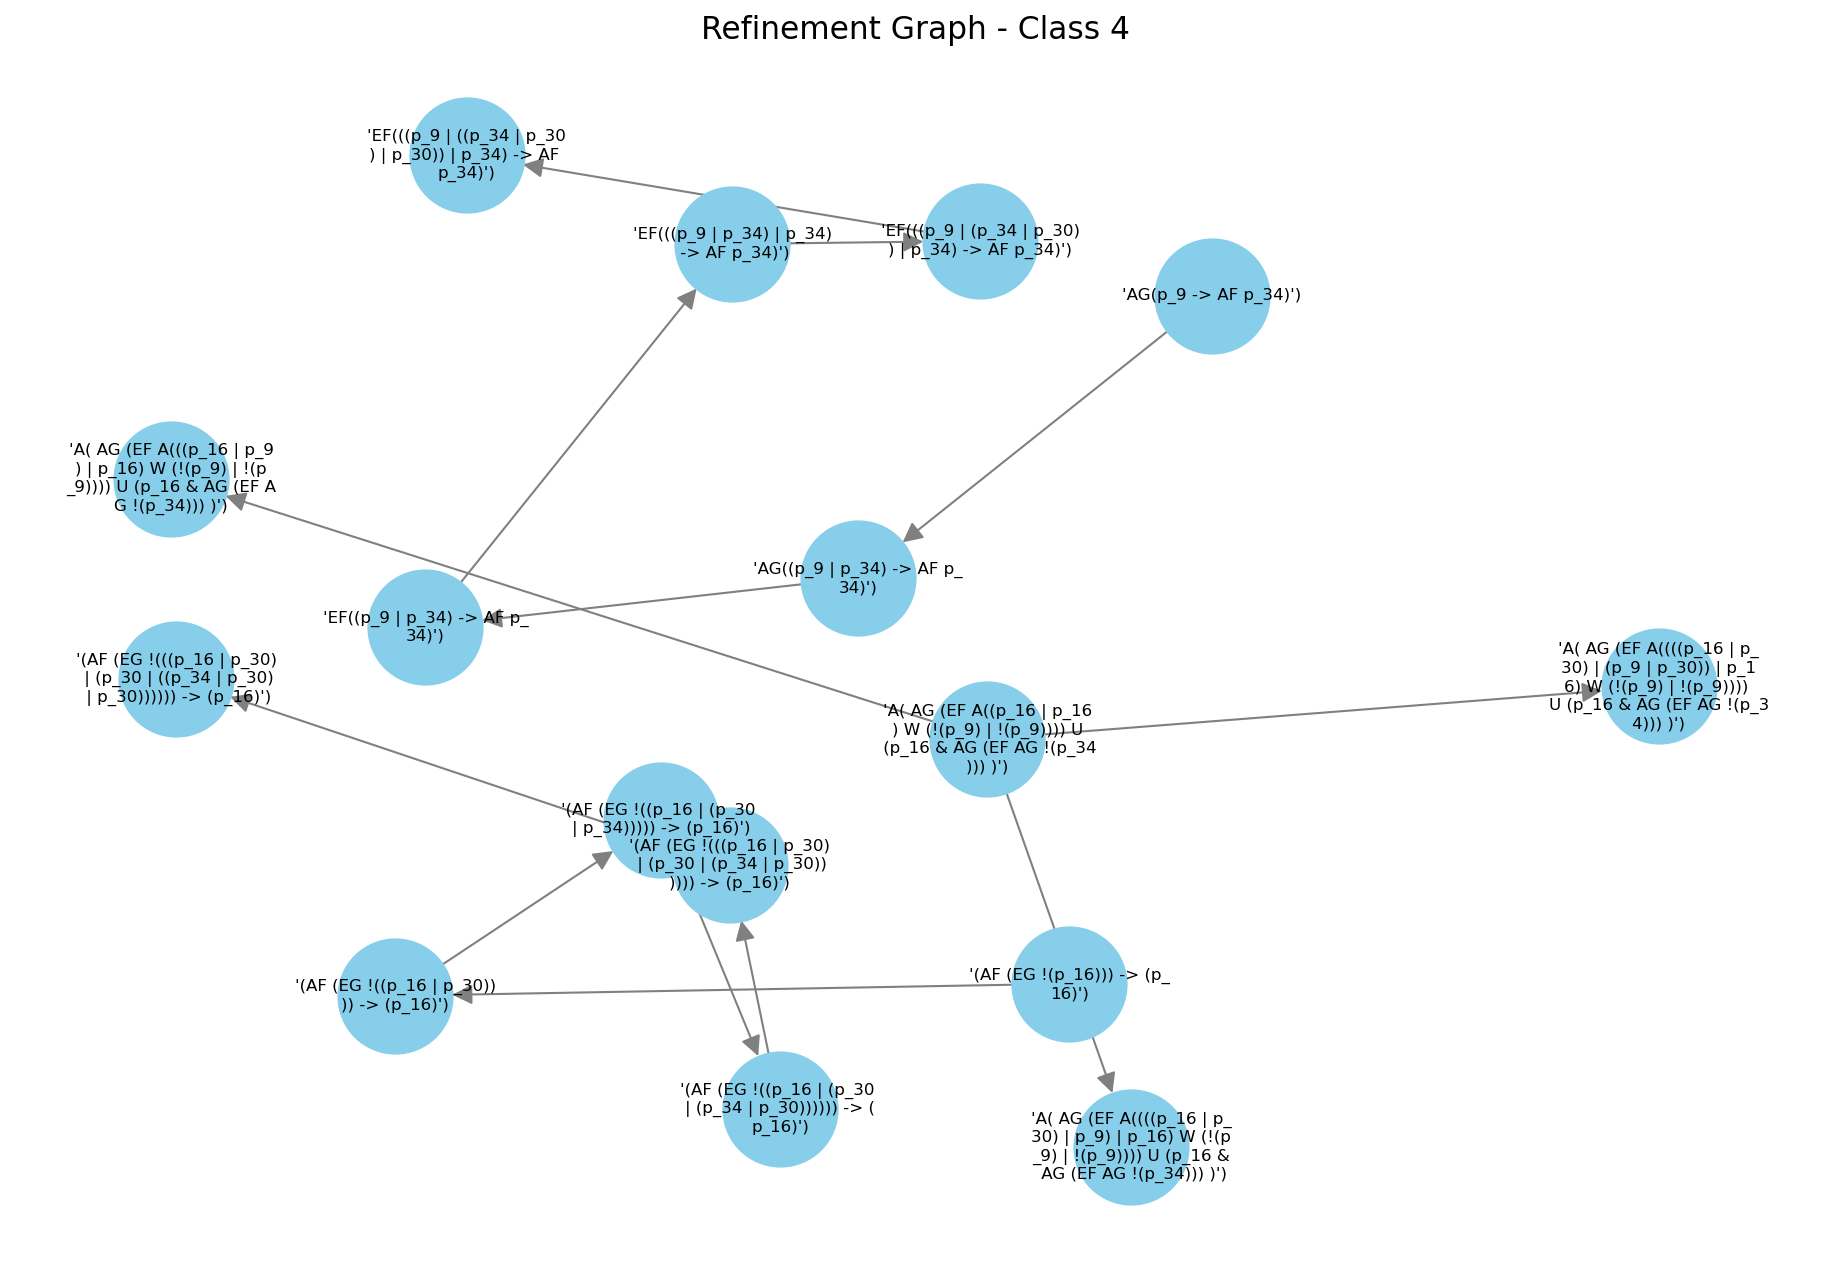 Refinement Graph - Class 4
'EF(((p_9 | ((p_34 | p_30
) | p_30)) | p_34) -> AF
p_34)')
'EF(((p_9 | p_34) | p_34)
-> AF p_34)')
'EF(((p_9 | (p_34 | p_30)
) | p_34) -> AF p_34)')
'AG(p_9 -> AF p_34)')
'A( AG (EF A(((p_16 | p_9
) | p_16) W (!(p_9) | !(p
_9)))) U (p_16 & AG (EF A
G !(p_34))) )')
'AG((p_9 | p_34) -> AF p_
34)')
'EF((p_9 | p_34) -> AF p_
34)')
'(AF (EG !(((p_16 | p_30)
| (p_30 | ((p_34 | p_30)
| p_30)))))) -> (p_16)')
'A( AG (EF A((((p_16 | p_
30) | (p_9 | p_30)) | p_1
6) W (!(p_9) | !(p_9))))
U (p_16 & AG (EF AG !(p_3
4))) )')
'A( AG (EF A((p_16 | p_16
) W (!(p_9) | !(p_9)))) U
(p_16 & AG (EF AG !(p_34
))) )')
'(AF (EG !((p_16 | (p_30
| p_34))))) -> (p_16)')
'(AF (EG !(((p_16 | p_30)
| (p_30 | (p_34 | p_30))
)))) -> (p_16)')
'(AF (EG !((p_16 | p_30))
)) -> (p_16)')
'(AF (EG !(p_16))) -> (p_
16)')
'(AF (EG !((p_16 | (p_30
| (p_34 | p_30)))))) -> (
p_16)')
'A( AG (EF A((((p_16 | p_
30) | p_9) | p_16) W (!(p
_9) | !(p_9)))) U (p_16 &
AG (EF AG !(p_34))) )')